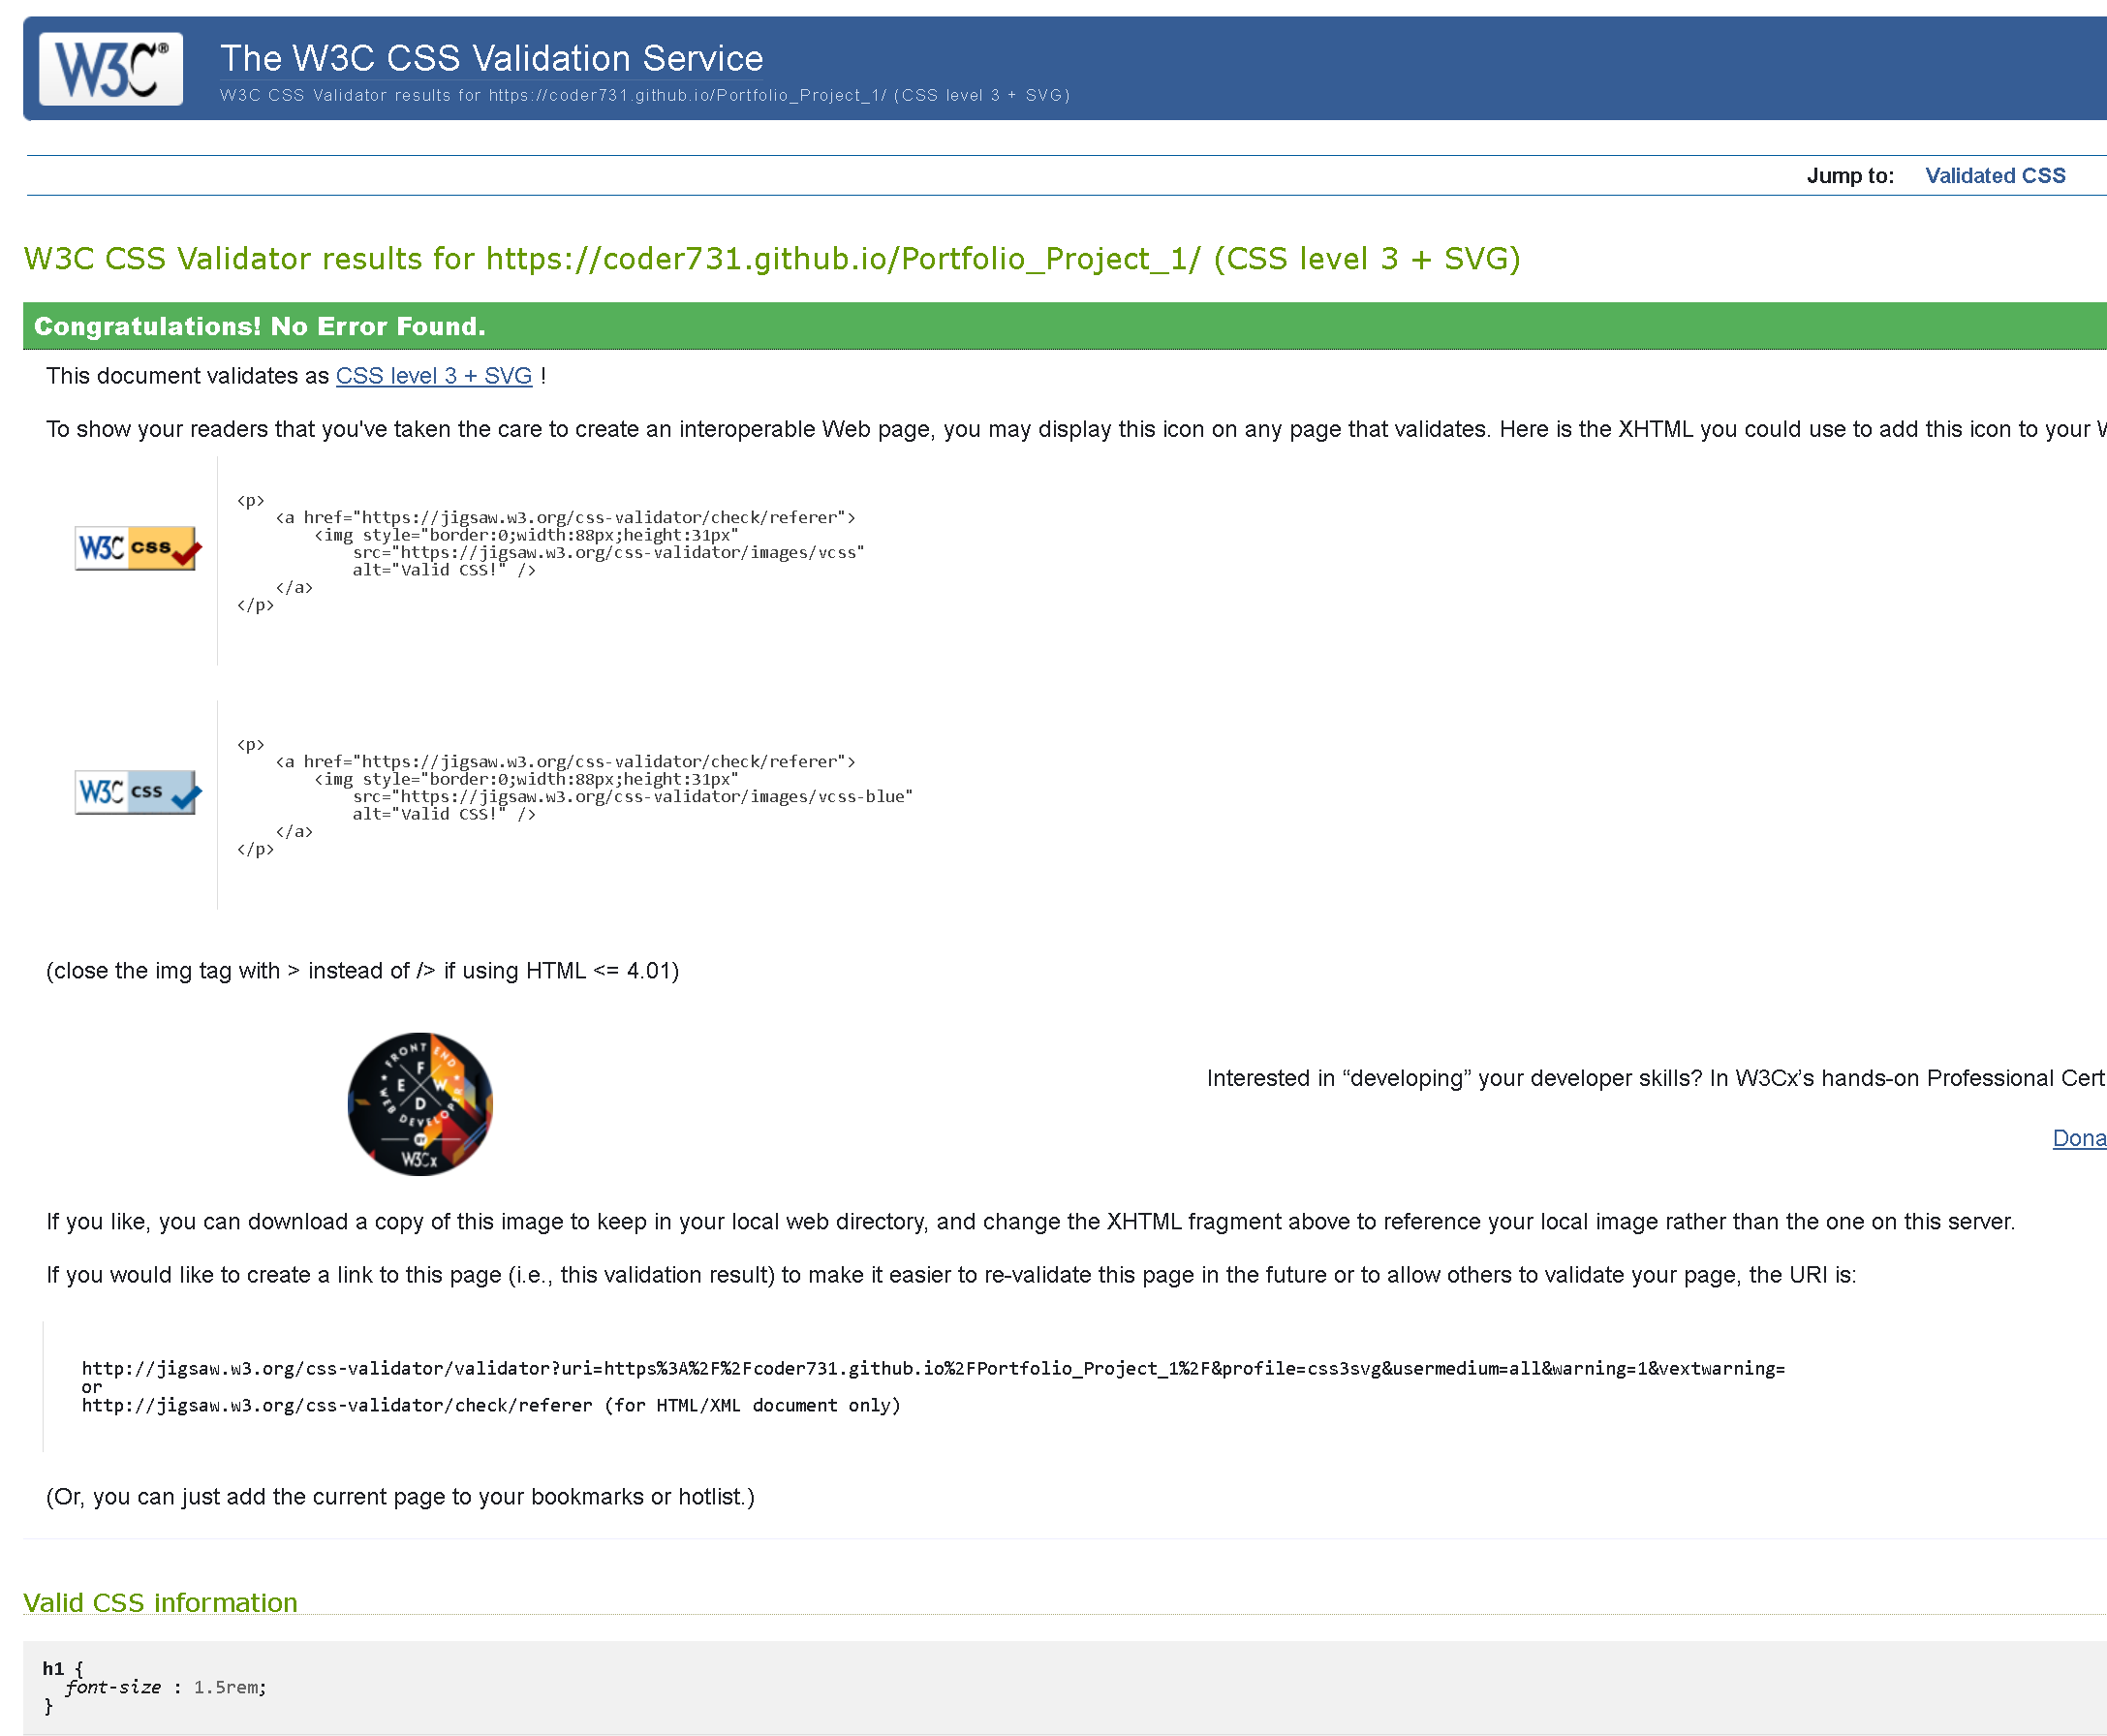 W3C®
The W3C CSS Validation Service
W3C CSS Validator results for https://coder731.github.io/Portfolio_Project_1/ (CSS level 3 + SVG)
Jump to: Validated CSS
W3C CSS Validator results for https://coder731.github.io/Portfolio_Project_1/ (CSS level 3 + SVG)
Congratulations! No Error Found.
This document validates as CSS level 3 + SVG !
To show your readers that you've taken the care to create an interoperable Web page, you may display this icon on any page that validates. Here is the XHTML you could use to add this icon to your
W3C css
<p>
<a href="https://jigsaw.w3.org/css-validator/check/referer">
<img style="border:0;width:88px;height:31px"
src="https://jigsaw.w3.org/css-validator/images/vcss"
alt="Valid CSS!" />
</a>
</p>
W3C css
<p>
<a href="https://jigsaw.w3.org/css-validator/check/referer">
<img style="border:0;width:88px;height:31px"
src="https://jigsaw.w3.org/css-validator/images/vcss-blue"
alt="Valid CSS!" />
</a>
</p>
(close the img tag with > instead of /> if using HTML <= 4.01)
FRONT END
F
E W
D
WEB DEVELOPER
BY
W3Cx
Interested in “developing” your developer skills? In W3Cx’s hands-on Professional Cert
Dona
If you like, you can download a copy of this image to keep in your local web directory, and change the XHTML fragment above to reference your local image rather than the one on this server.
If you would like to create a link to this page (i.e., this validation result) to make it easier to re-validate this page in the future or to allow others to validate your page, the URI is:
http://jigsaw.w3.org/css-validator/validator?uri=https%3A%2F%2Fcoder731.github.io%2FPortfolio_Project_1%2F&profile=css3svg&usermedium=all&warning=1&vextwarning=
or
http://jigsaw.w3.org/css-validator/check/referer (for HTML/XML document only)
(Or, you can just add the current page to your bookmarks or hotlist.)
Valid CSS information
h1 {
font-size : 1.5rem;
}